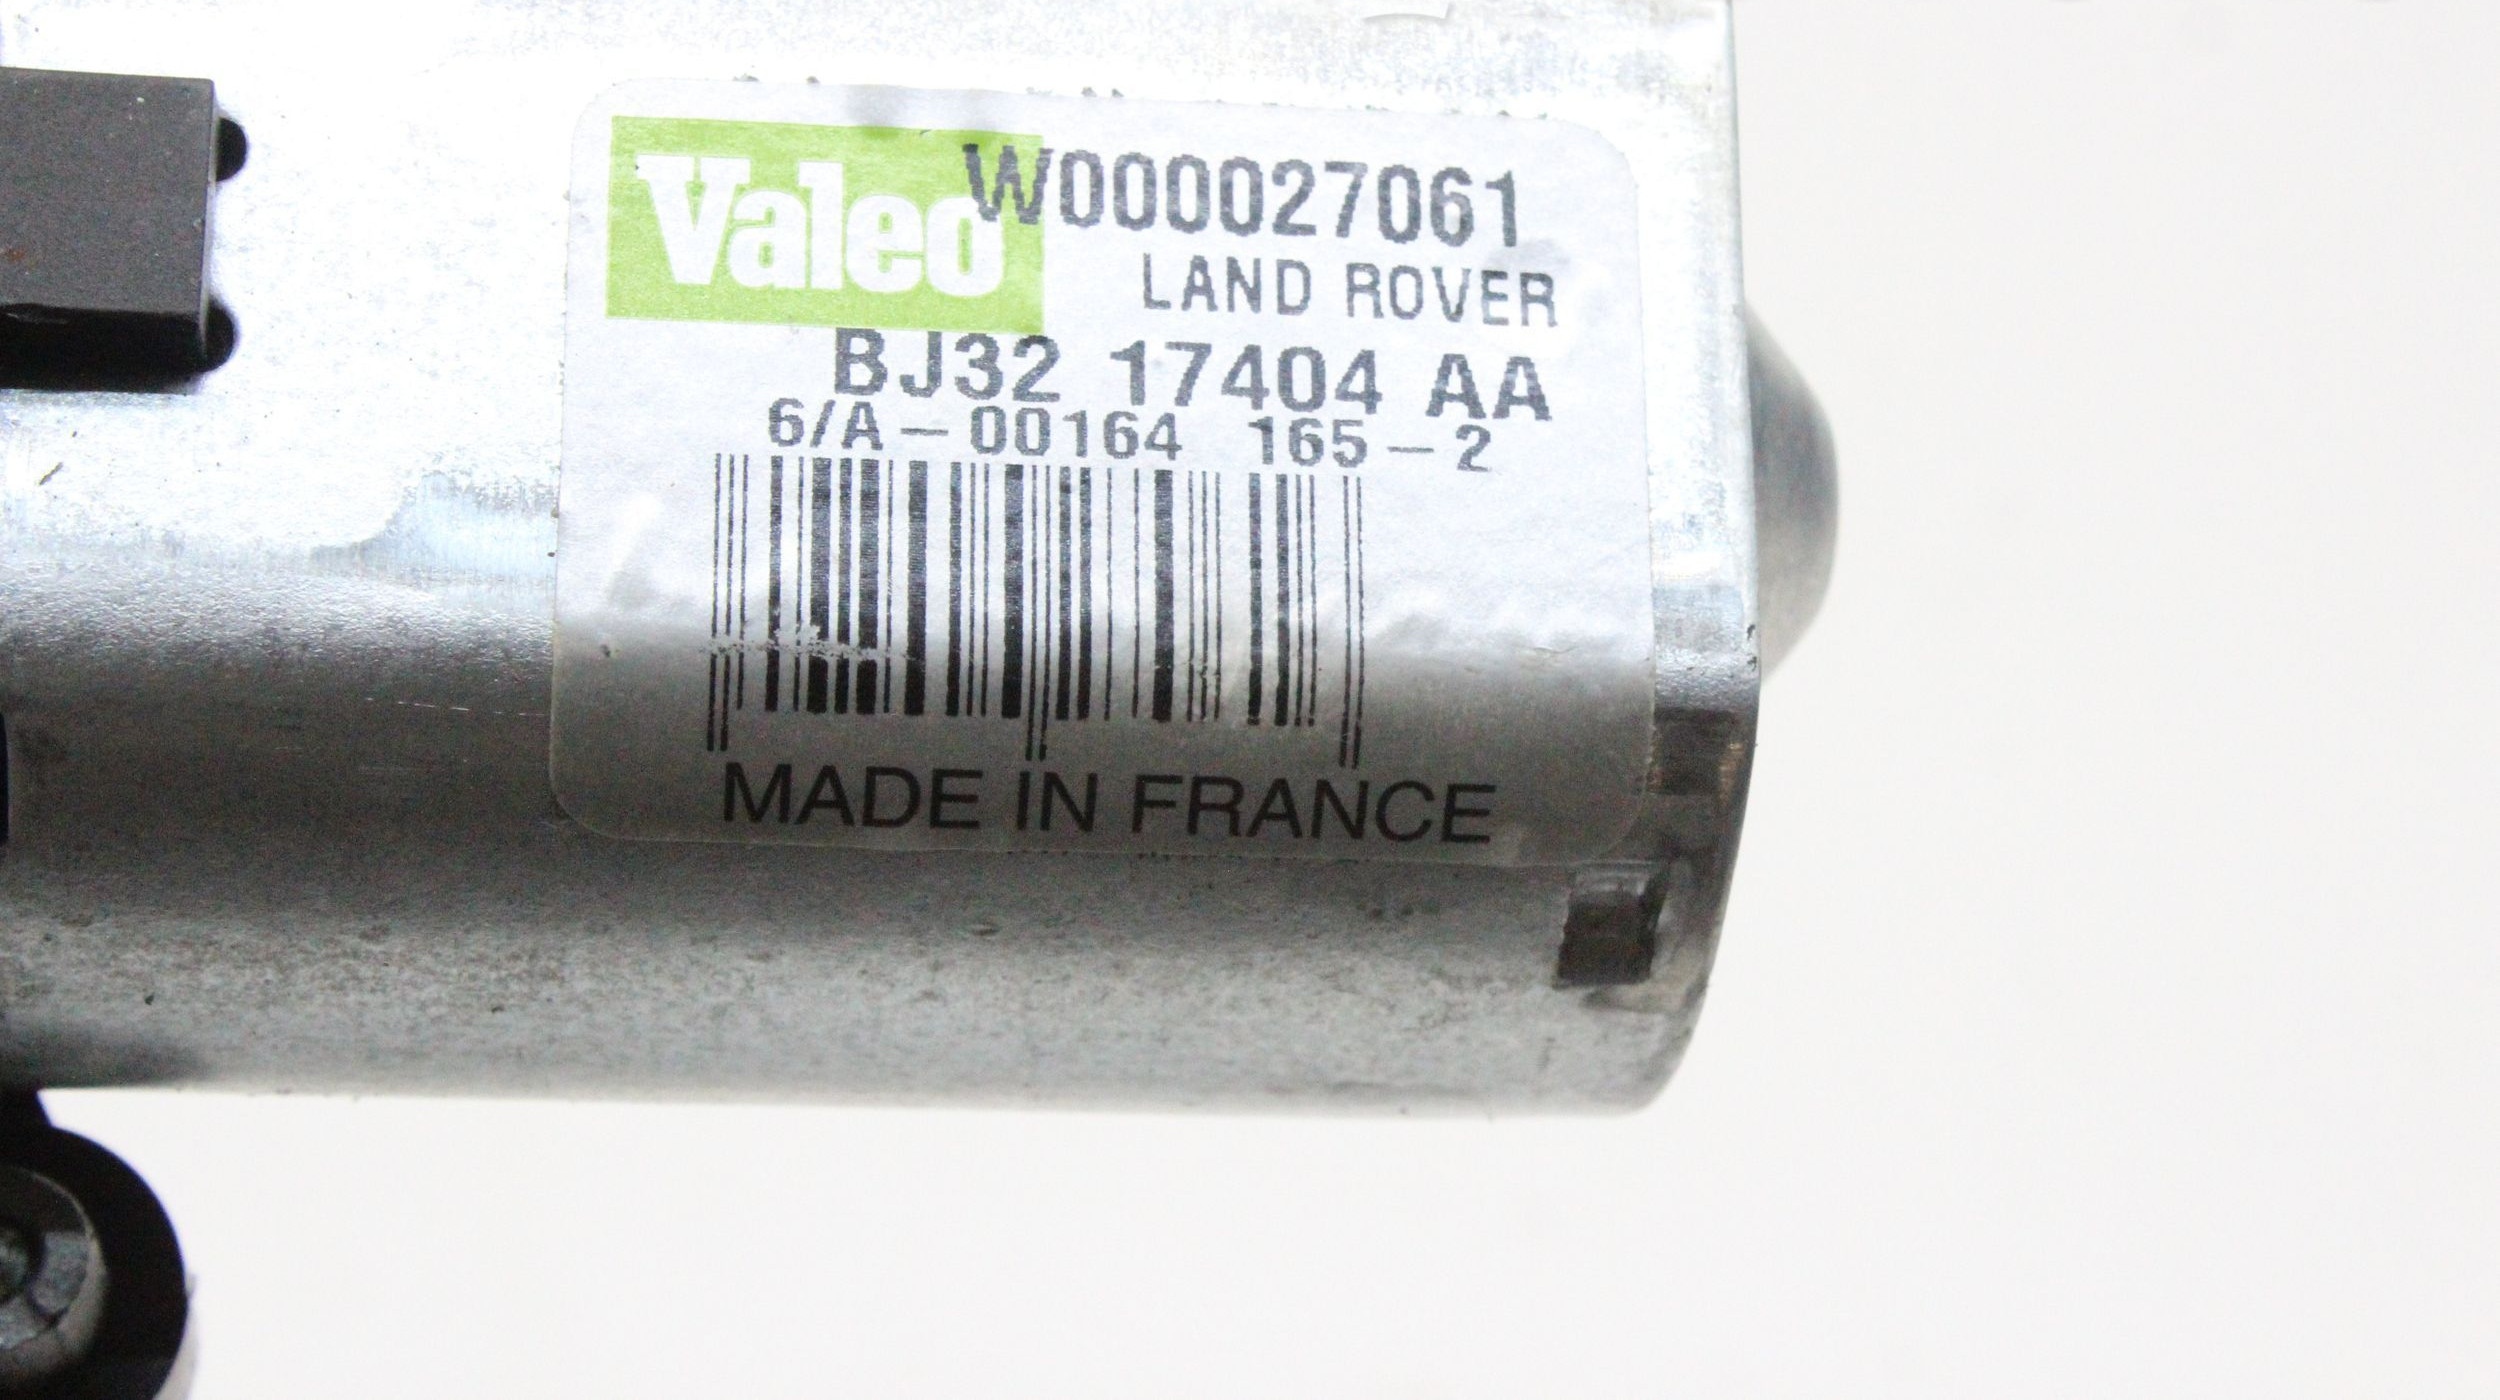 Valeo W000027061
LAND ROVER
BJ32 17404 AA
6/A-00164 165-2
MADE IN FRANCE